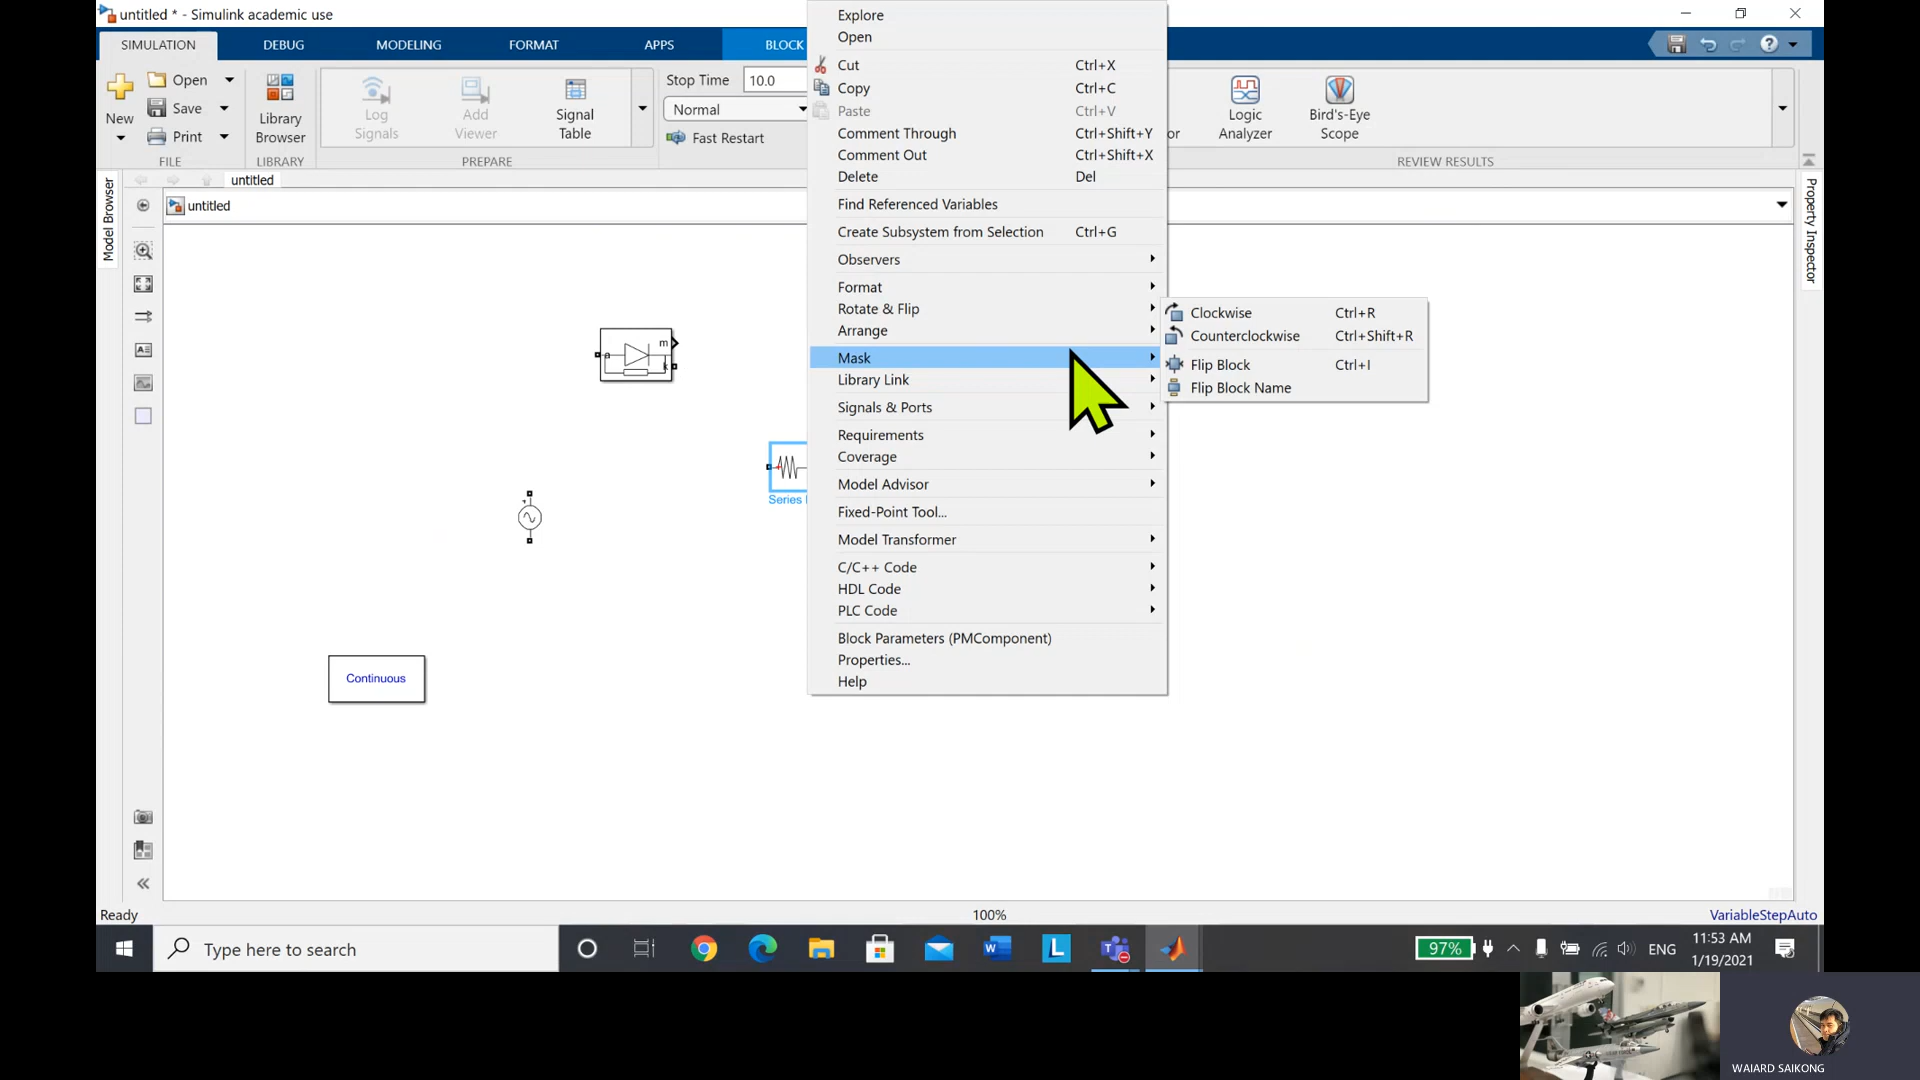 untitled * - Simulink academic use
SIMULATION
DEBUG
MODELING
FORMAT
APPS
BLOCK
New
Open
Save
Print
FILE
Library
Browser
LIBRARY
Log
Signals
Add
Viewer
Signal
Table
PREPARE
Stop Time 10.0
Normal
Fast Restart
Logic
Analyzer
Bird's-Eye
Scope
REVIEW RESULTS
Model Browser
untitled
untitled
Property Inspector
Explore
Open
Cut Ctrl+X
Copy Ctrl+C
Paste Ctrl+V
Comment Through Ctrl+Shift+Y
Comment Out Ctrl+Shift+X
Delete Del
Find Referenced Variables
Create Subsystem from Selection Ctrl+G
Observers
Format
Rotate & Flip
Arrange
Mask
Library Link
Signals & Ports
Requirements
Coverage
Model Advisor
Fixed-Point Tool...
Model Transformer
C/C++ Code
HDL Code
PLC Code
Block Parameters (PMComponent)
Properties...
Help
Clockwise Ctrl+R
Counterclockwise Ctrl+Shift+R
Flip Block Ctrl+I
Flip Block Name
a
m
k
Series
Continuous
Ready
100%
VariableStepAuto
Type here to search
97%
ENG
11:53 AM
1/19/2021
WAIARD SAIKONG